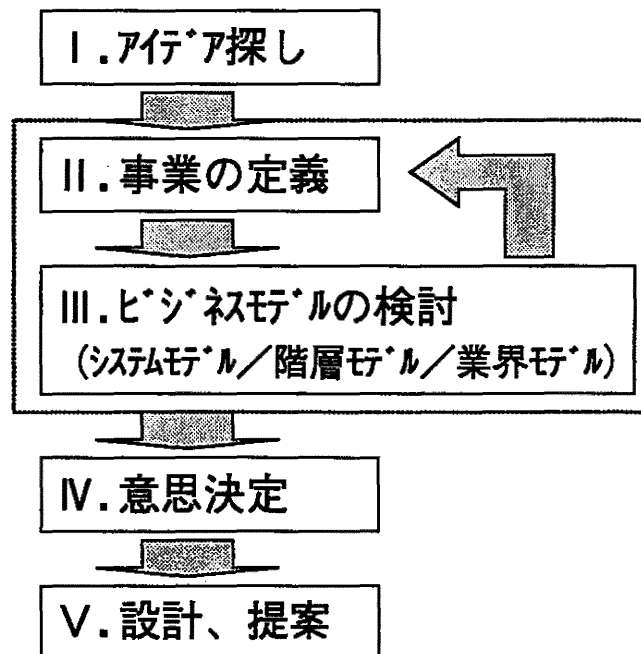 Ⅰ.ｱｲﾃﾞｱ探し
Ⅱ.事業の定義
Ⅲ.ﾋﾞｼﾞﾈｽﾓﾃﾞﾙの検討
（ｼｽﾃﾑﾓﾃﾞﾙ／階層ﾓﾃﾞﾙ／業界ﾓﾃﾞﾙ）
Ⅳ.意思決定
Ⅴ.設計、提案